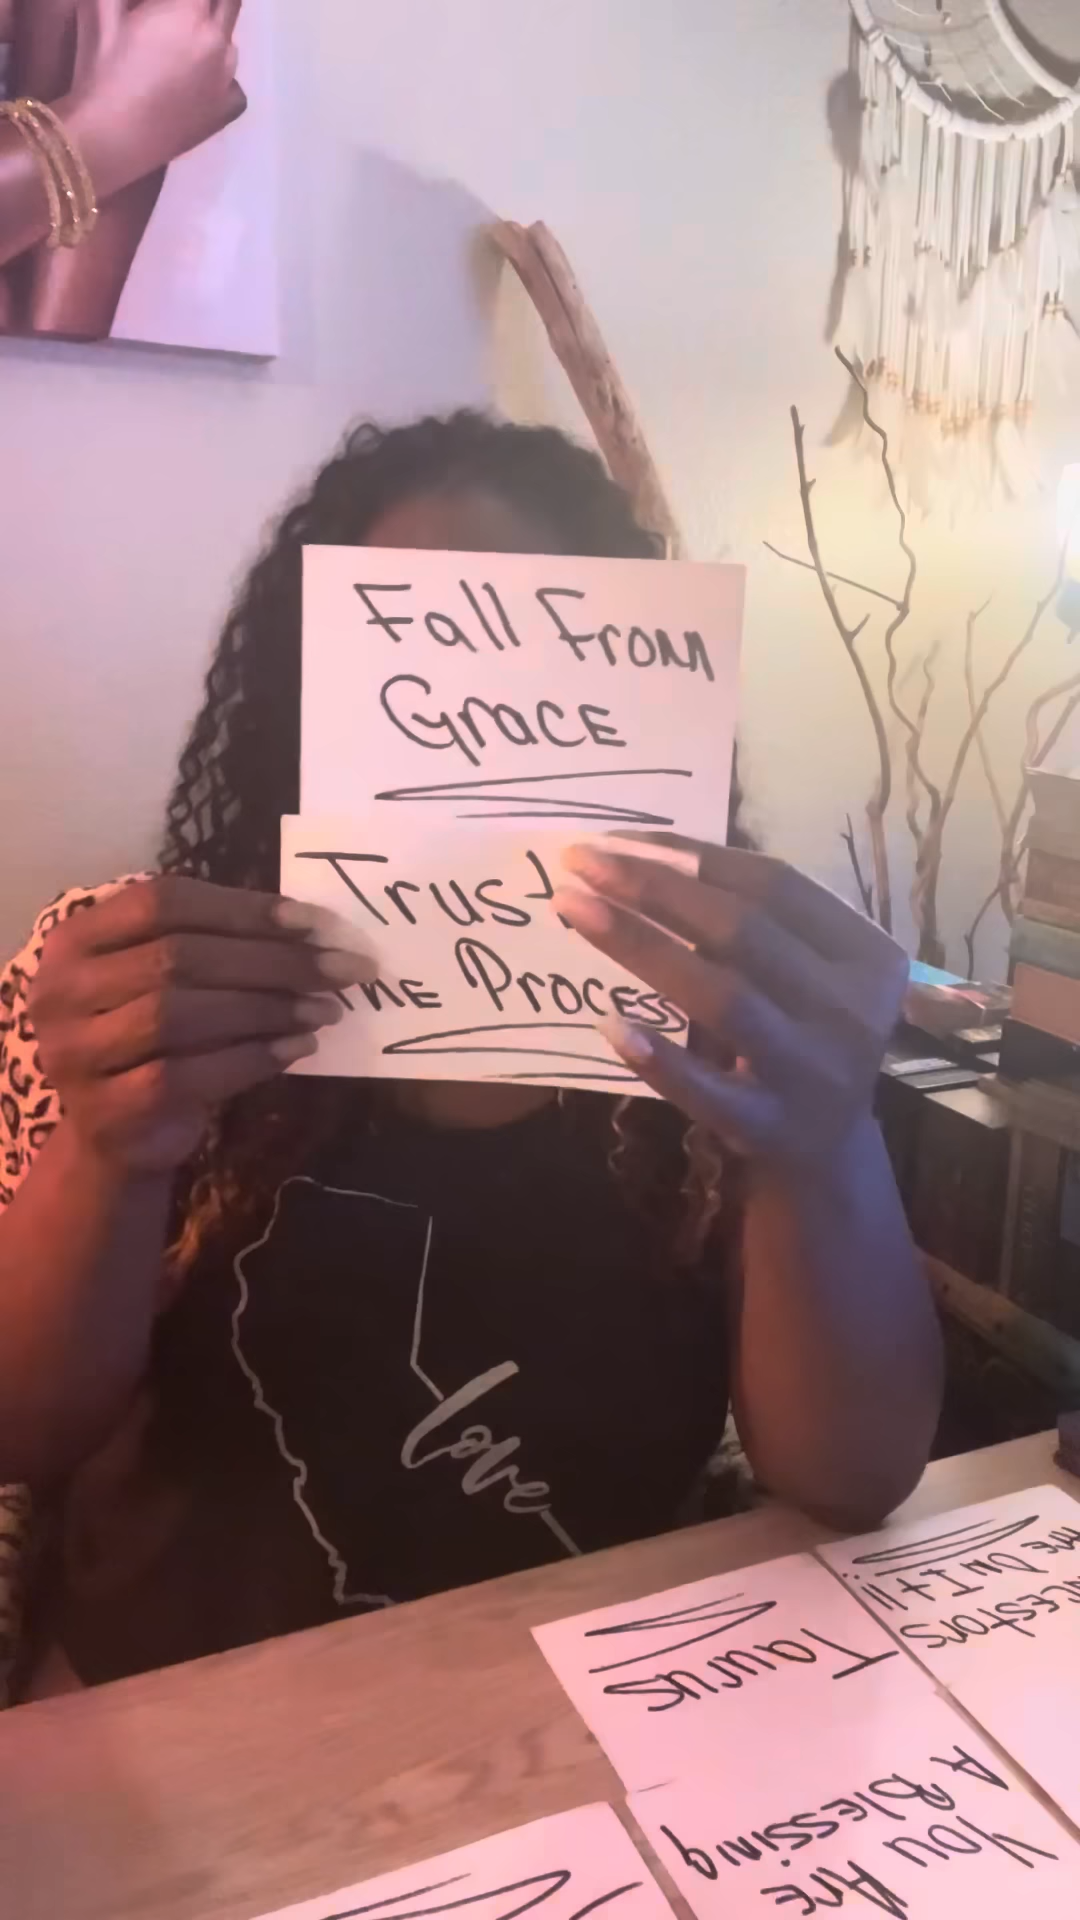 Fall From
Grace
Trust
The Process
Love
Taurus
You Are
A Blessing